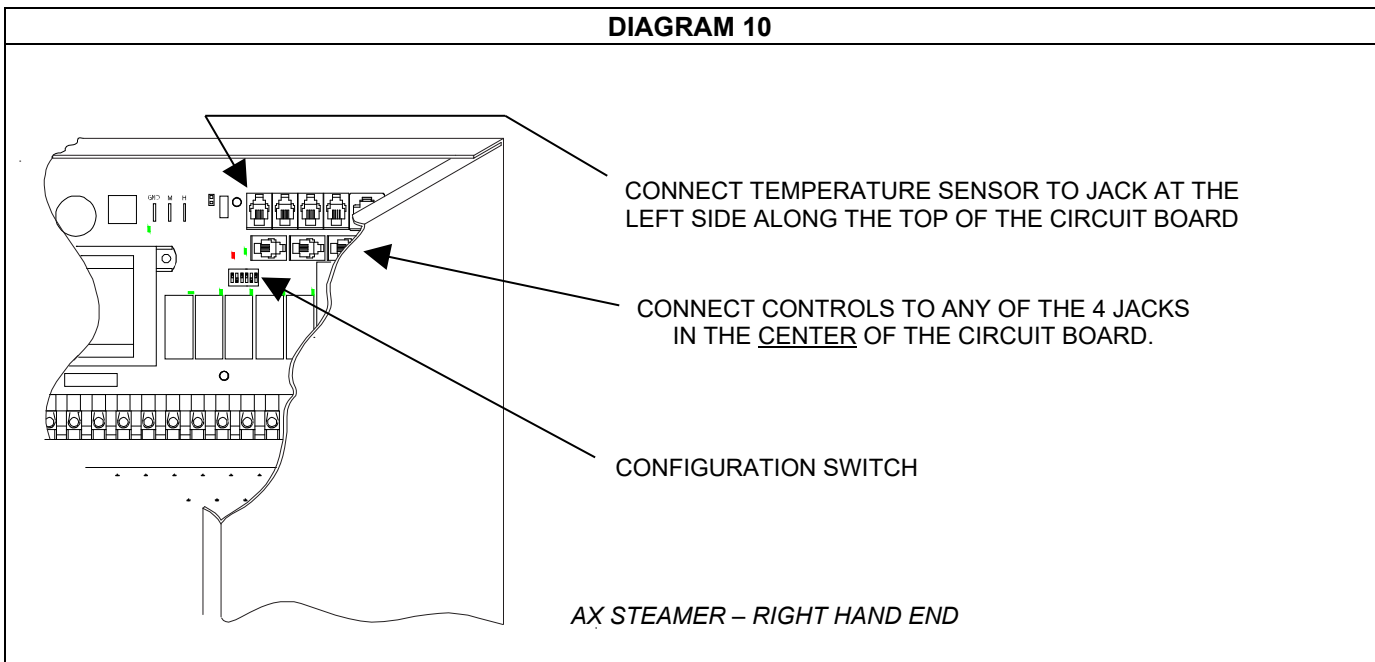 DIAGRAM 10
GND M H
CONNECT TEMPERATURE SENSOR TO JACK AT THE
LEFT SIDE ALONG THE TOP OF THE CIRCUIT BOARD
CONNECT CONTROLS TO ANY OF THE 4 JACKS
IN THE CENTER OF THE CIRCUIT BOARD.
CONFIGURATION SWITCH
AX STEAMER – RIGHT HAND END